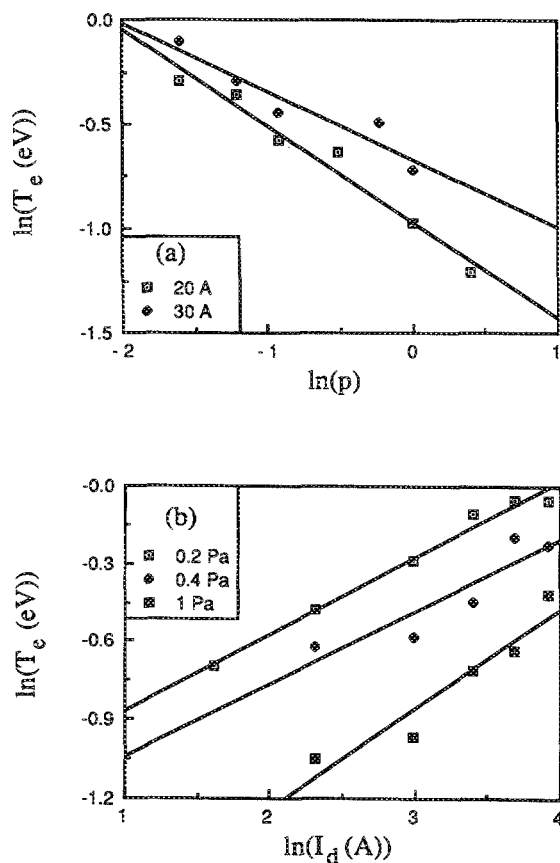 0.0
-0.5
-1.0
-1.5
ln(T_e (eV))
(a)
20 A
30 A
-2
-1
0
1
ln(p)
-0.0
-0.3
-0.6
-0.9
-1.2
ln(T_e (eV))
(b)
0.2 Pa
0.4 Pa
1 Pa
1
2
3
4
ln(I_d (A))